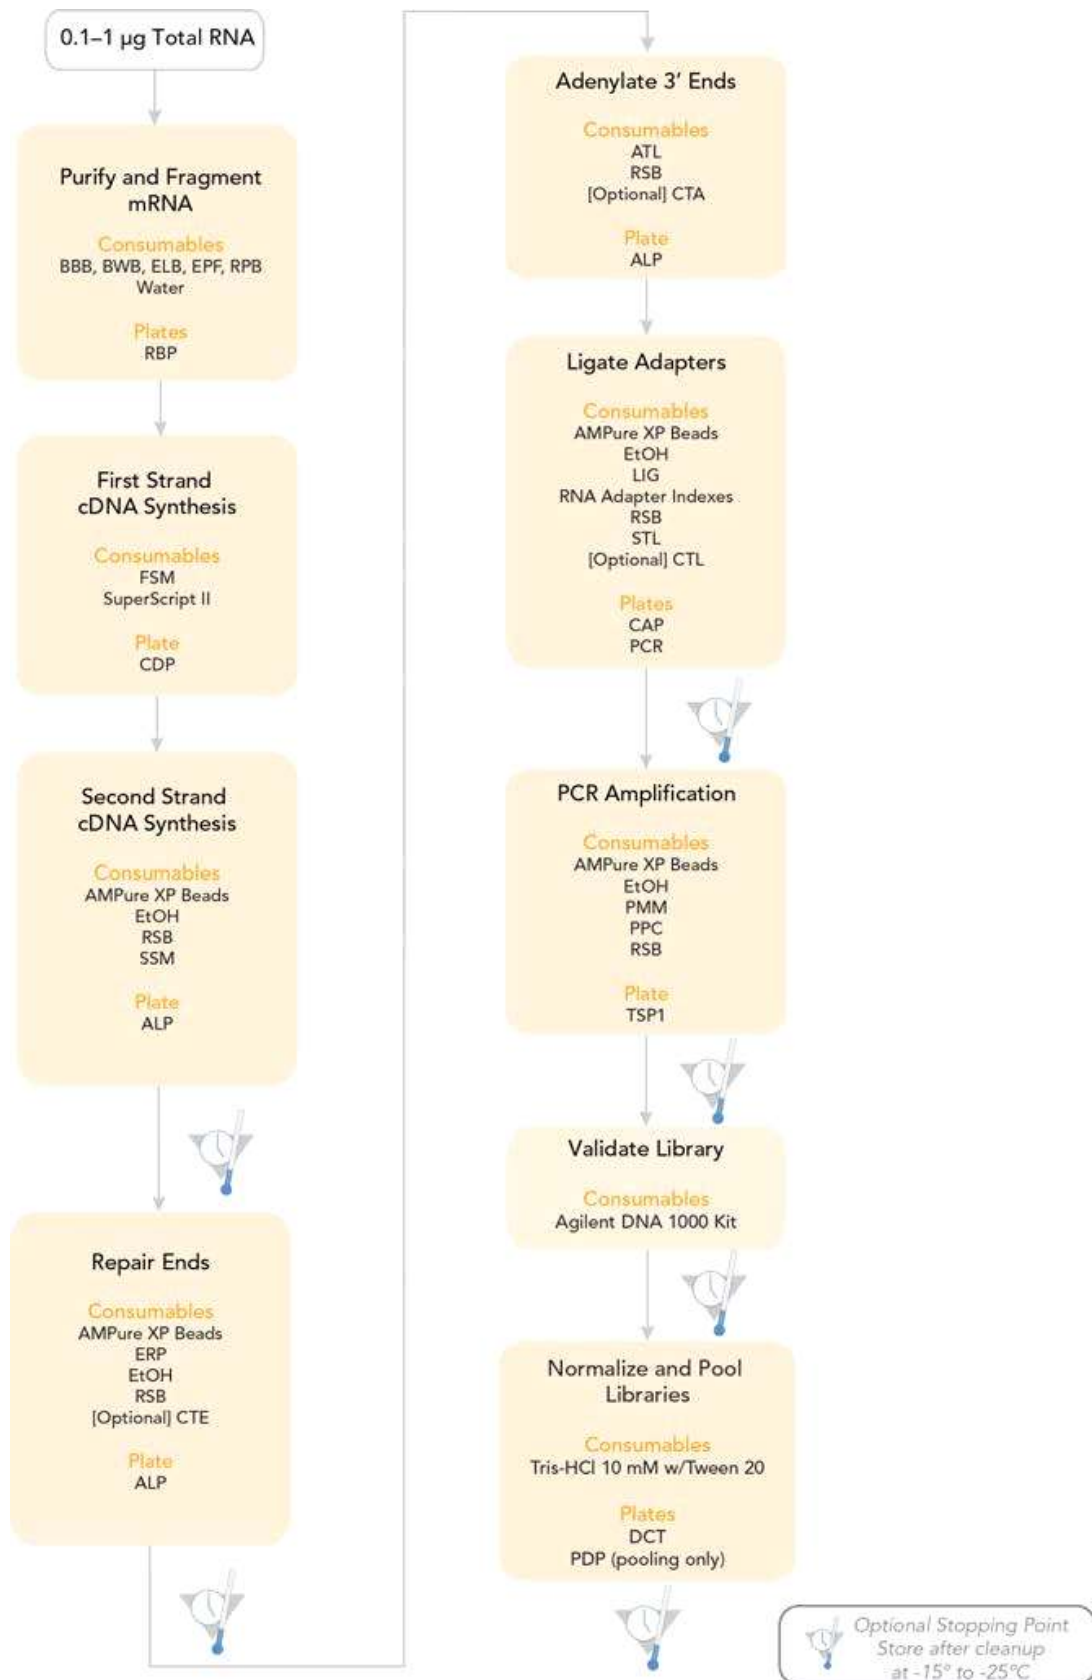 0.1–1 µg Total RNA
Purify and Fragment
mRNA
Consumables
BBB, BWB, ELB, EPF, RPB
Water
Plates
RBP
First Strand
cDNA Synthesis
Consumables
FSM
SuperScript II
Plate
CDP
Second Strand
cDNA Synthesis
Consumables
AMPure XP Beads
EtOH
RSB
SSM
Plate
ALP
Repair Ends
Consumables
AMPure XP Beads
ERP
EtOH
RSB
[Optional] CTE
Plate
ALP
Adenylate 3’ Ends
Consumables
ATL
RSB
[Optional] CTA
Plate
ALP
Ligate Adapters
Consumables
AMPure XP Beads
EtOH
LIG
RNA Adapter Indexes
RSB
STL
[Optional] CTL
Plates
CAP
PCR
PCR Amplification
Consumables
AMPure XP Beads
EtOH
PMM
PPC
RSB
Plate
TSP1
Validate Library
Consumables
Agilent DNA 1000 Kit
Normalize and Pool
Libraries
Consumables
Tris-HCl 10 mM w/Tween 20
Plates
DCT
PDP (pooling only)
Optional Stopping Point
Store after cleanup
at -15° to -25°C